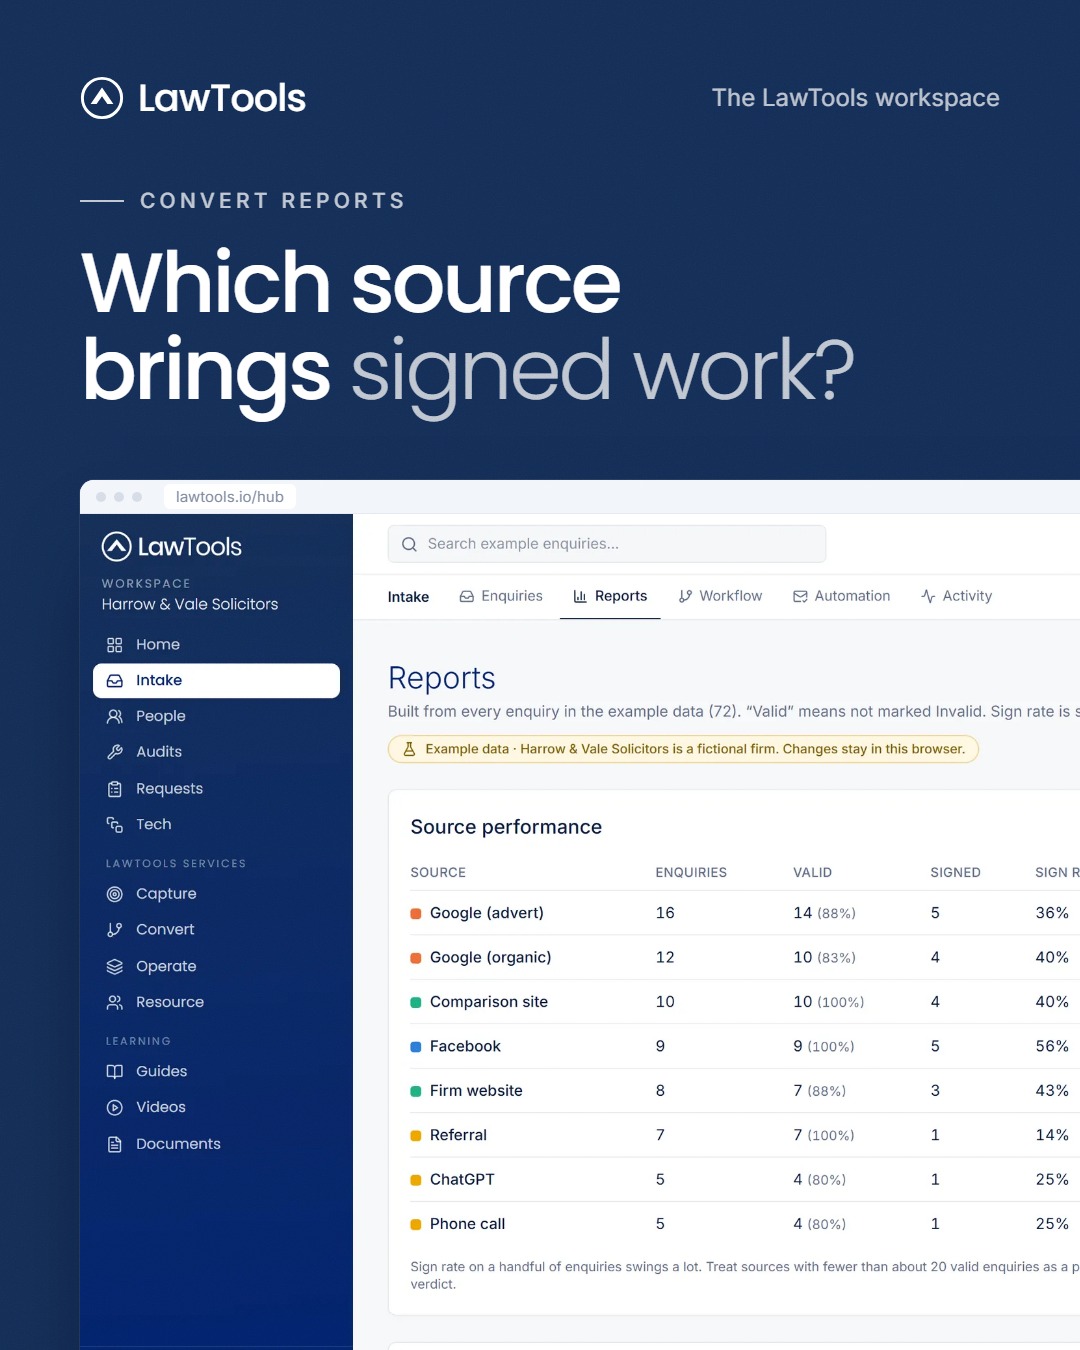 LawTools
The LawTools workspace
CONVERT REPORTS
Which source
brings signed work?
lawtools.io/hub
LawTools
WORKSPACE
Harrow & Vale Solicitors
Home
Intake
People
Audits
Requests
Tech
LAWTOOLS SERVICES
Capture
Convert
Operate
Resource
LEARNING
Guides
Videos
Documents
Search example enquiries...
Intake Enquiries Reports Workflow Automation Activity
Reports
Built from every enquiry in the example data (72). “Valid” means not marked Invalid. Sign rate is s
Example data · Harrow & Vale Solicitors is a fictional firm. Changes stay in this browser.
Source performance
SOURCE ENQUIRIES VALID SIGNED SIGN R
Google (advert) 16 14 (88%) 5 36%
Google (organic) 12 10 (83%) 4 40%
Comparison site 10 10 (100%) 4 40%
Facebook 9 9 (100%) 5 56%
Firm website 8 7 (88%) 3 43%
Referral 7 7 (100%) 1 14%
ChatGPT 5 4 (80%) 1 25%
Phone call 5 4 (80%) 1 25%
Sign rate on a handful of enquiries swings a lot. Treat sources with fewer than about 20 valid enquiries as a p
verdict.